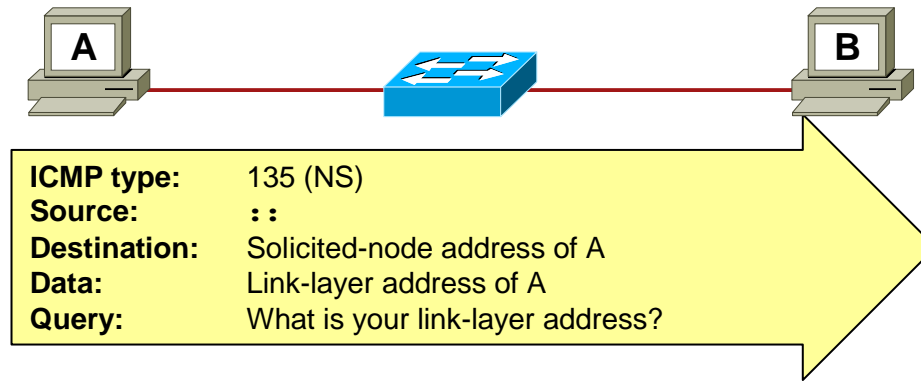 A B
ICMP type: 135 (NS)
Source: ::
Destination: Solicited-node address of A
Data: Link-layer address of A
Query: What is your link-layer address?